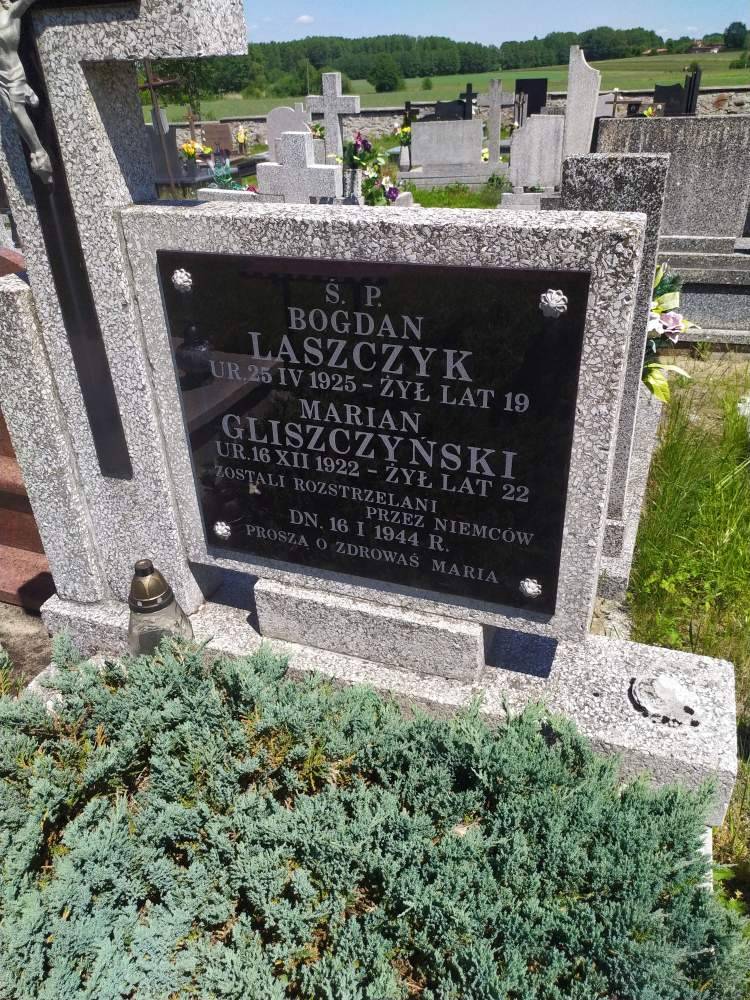 Ś. P.
BOGDAN
LASZCZYK
UR. 25 IV 1925 - ŻYŁ LAT 19
MARIAN
GLISZCZYŃSKI
UR. 16 XII 1922 - ŻYŁ LAT 22
ZOSTALI ROZSTRZELANI
PRZEZ NIEMCÓW
DN. 16 I 1944 R.
PROSZĄ O ZDROWAŚ MARIA